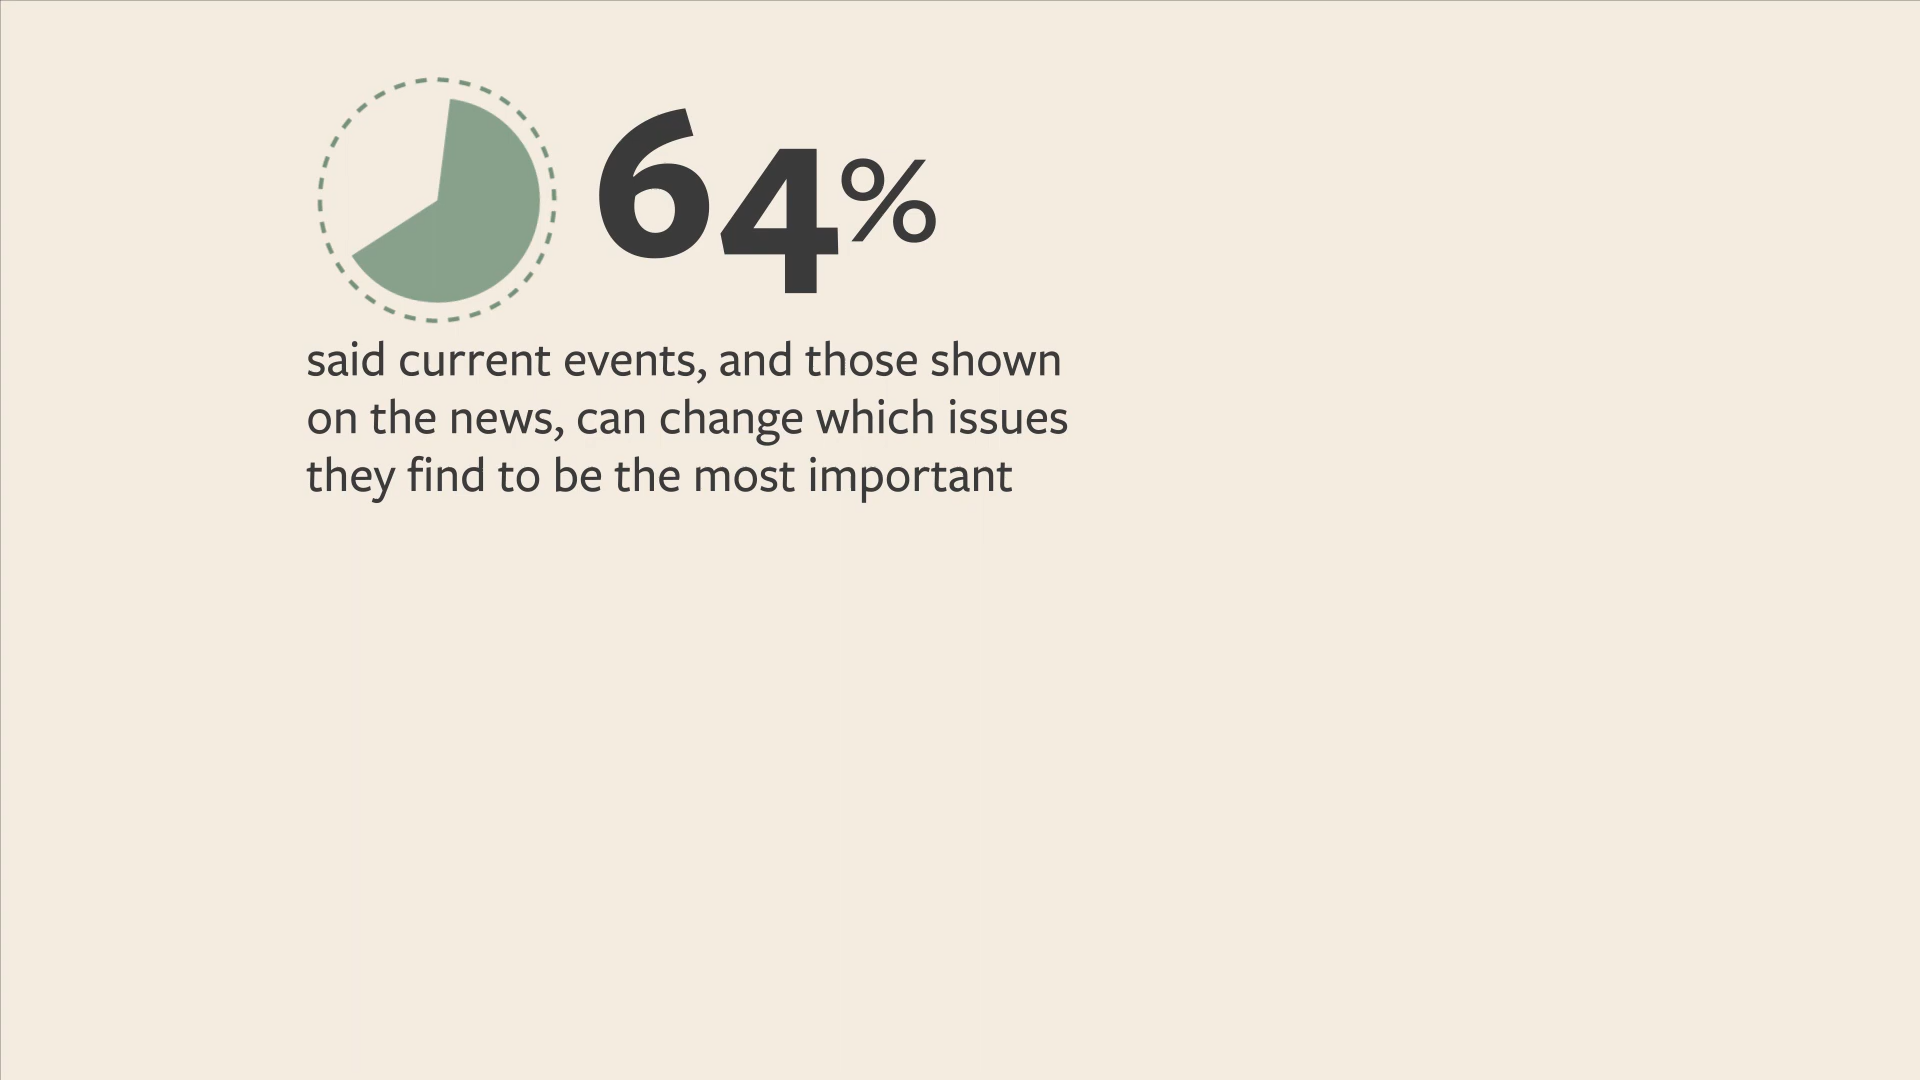 64%
said current events, and those shown
on the news, can change which issues
they find to be the most important